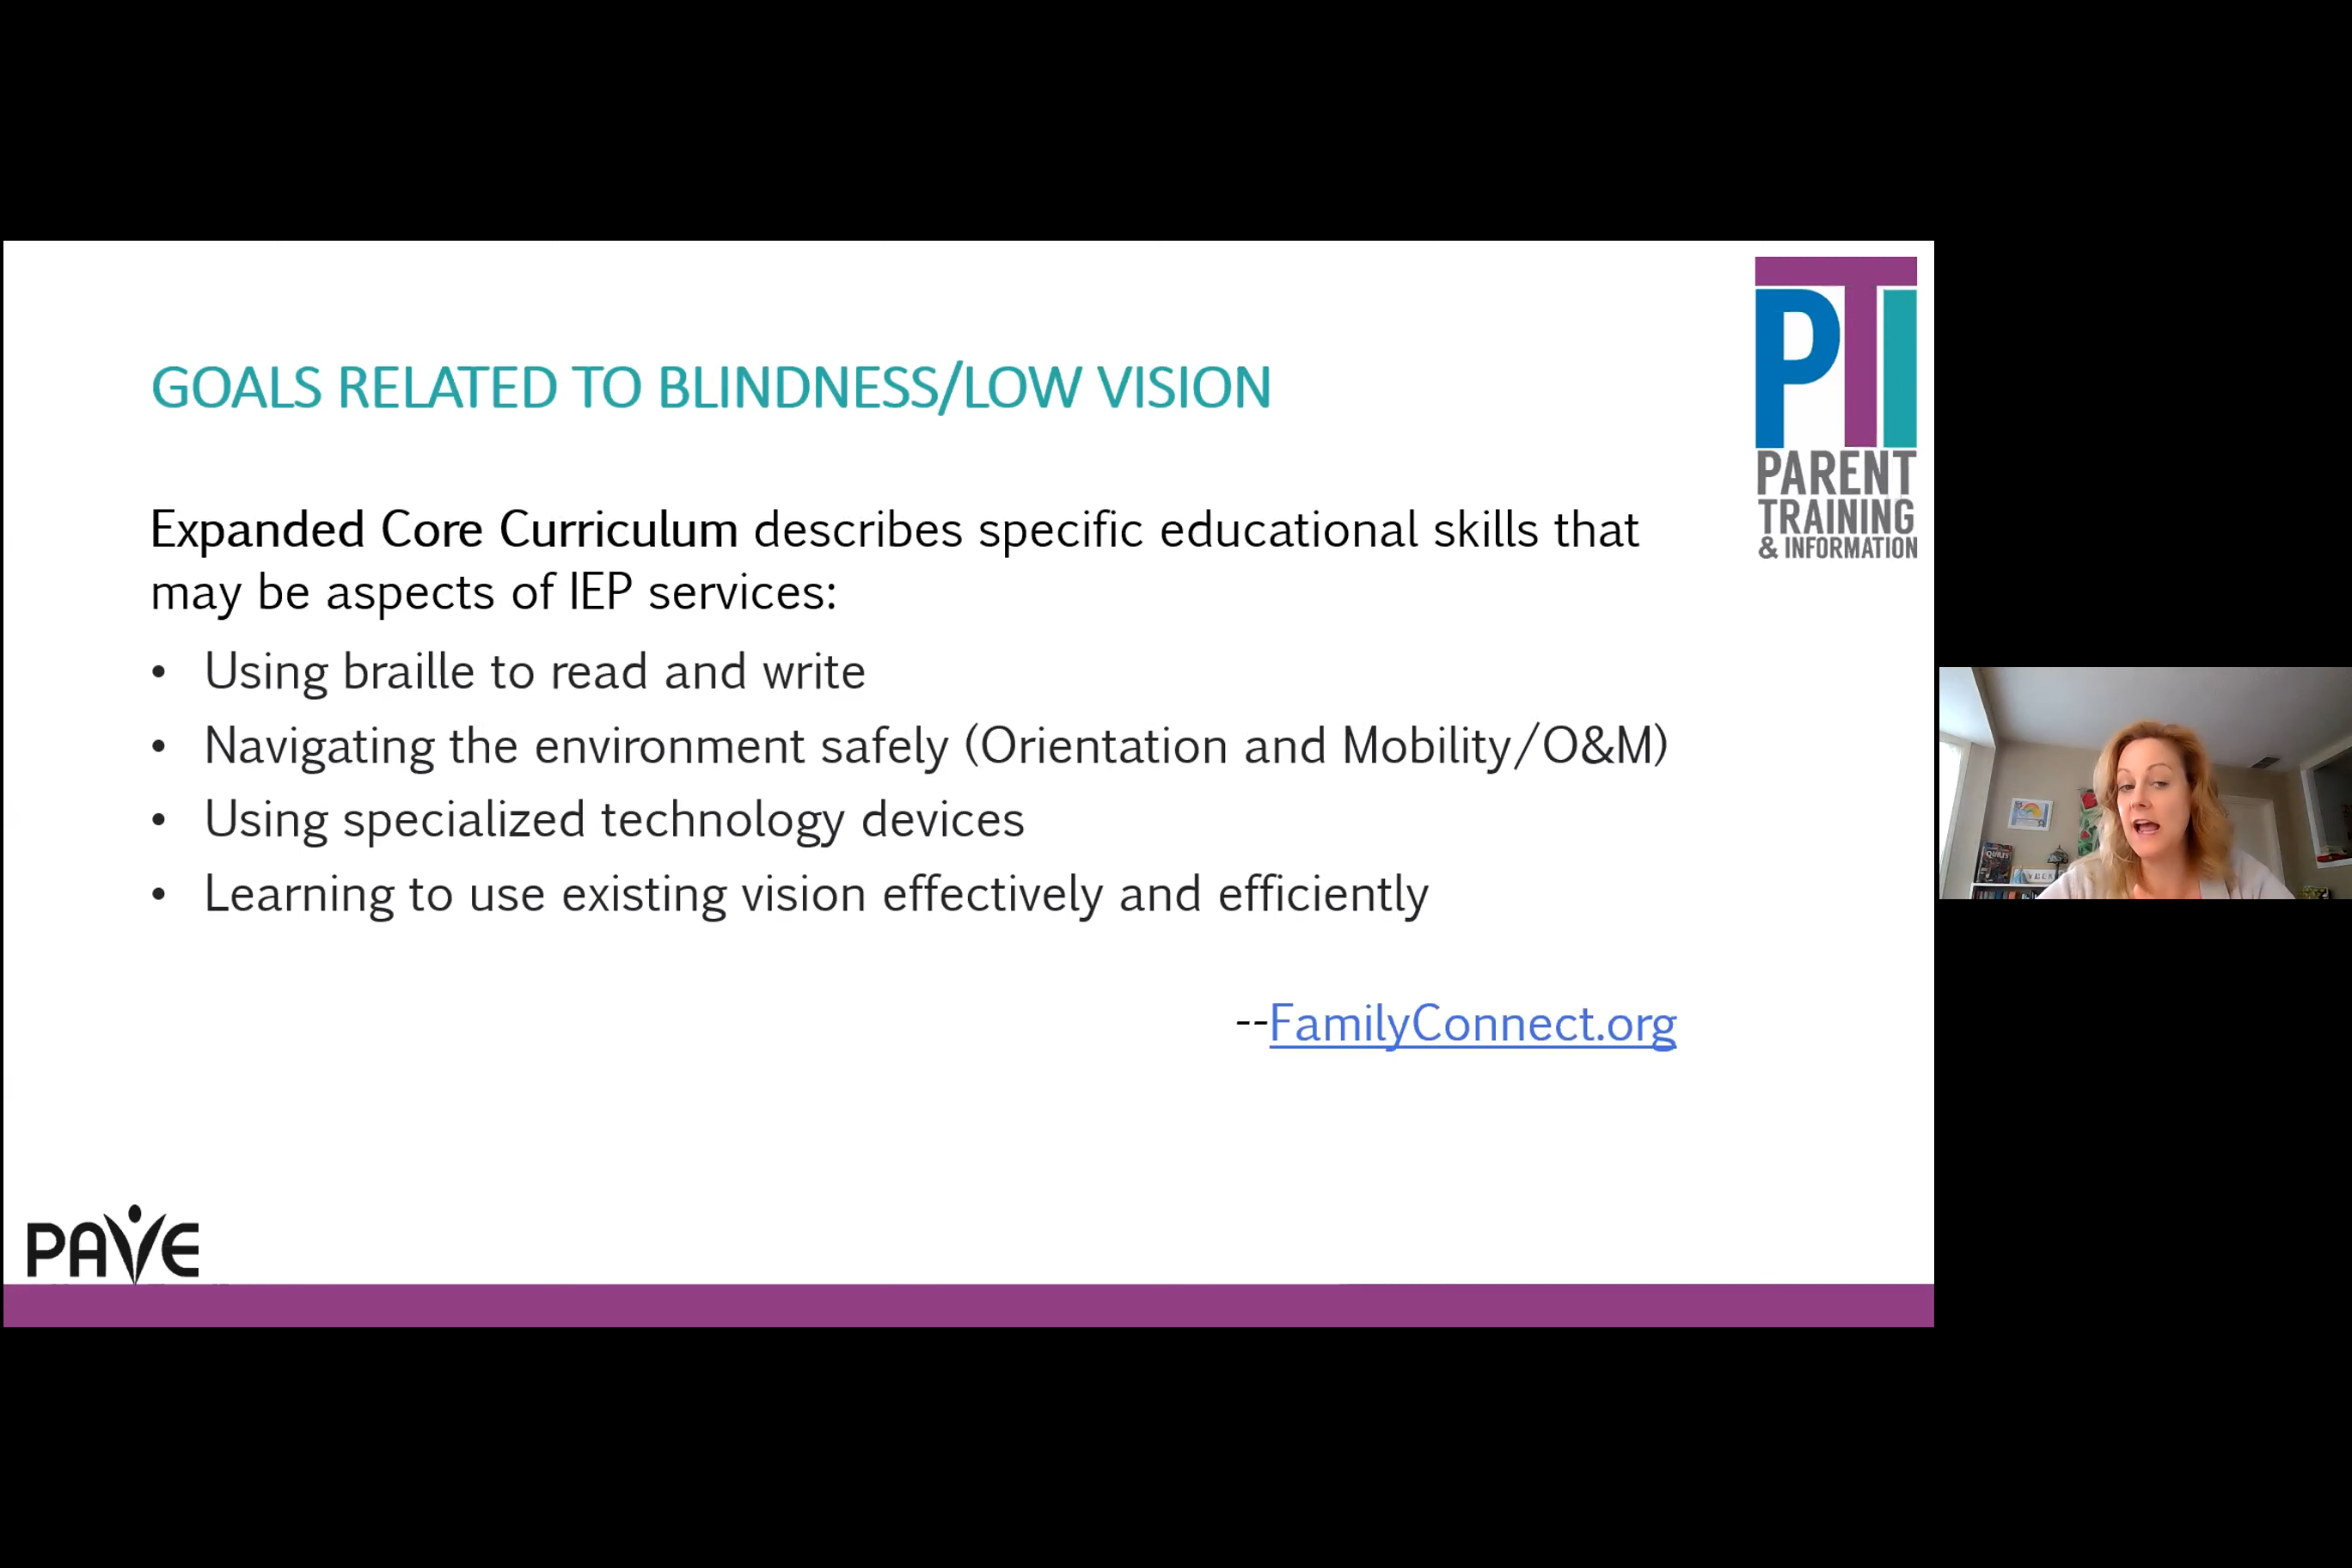 GOALS RELATED TO BLINDNESS/LOW VISION
Expanded Core Curriculum describes specific educational skills that
may be aspects of IEP services:
• Using braille to read and write
• Navigating the environment safely (Orientation and Mobility/O&M)
• Using specialized technology devices
• Learning to use existing vision effectively and efficiently
--FamilyConnect.org
PTI
PARENT
TRAINING
& INFORMATION
PAVE